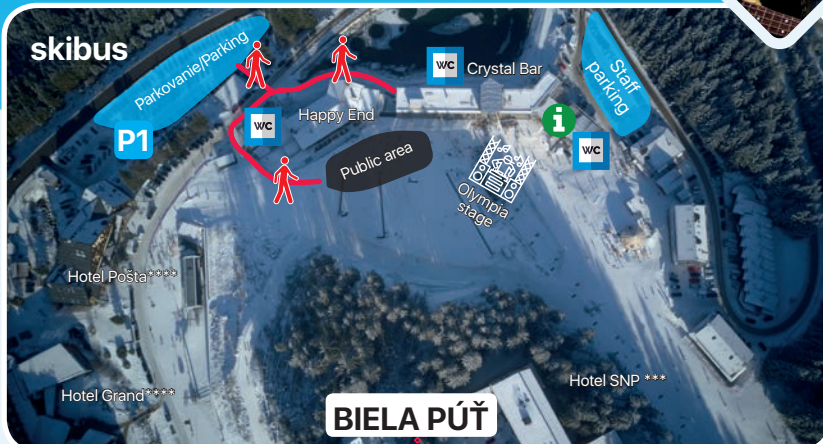 skibus
Parkovanie/Parking
P1
WC
Happy End
WC
Crystal Bar
Staff
parking
i
WC
Public area
Olympia
stage
Hotel Pošta****
Hotel Grand****
Hotel SNP ***
BIELA PÚŤ